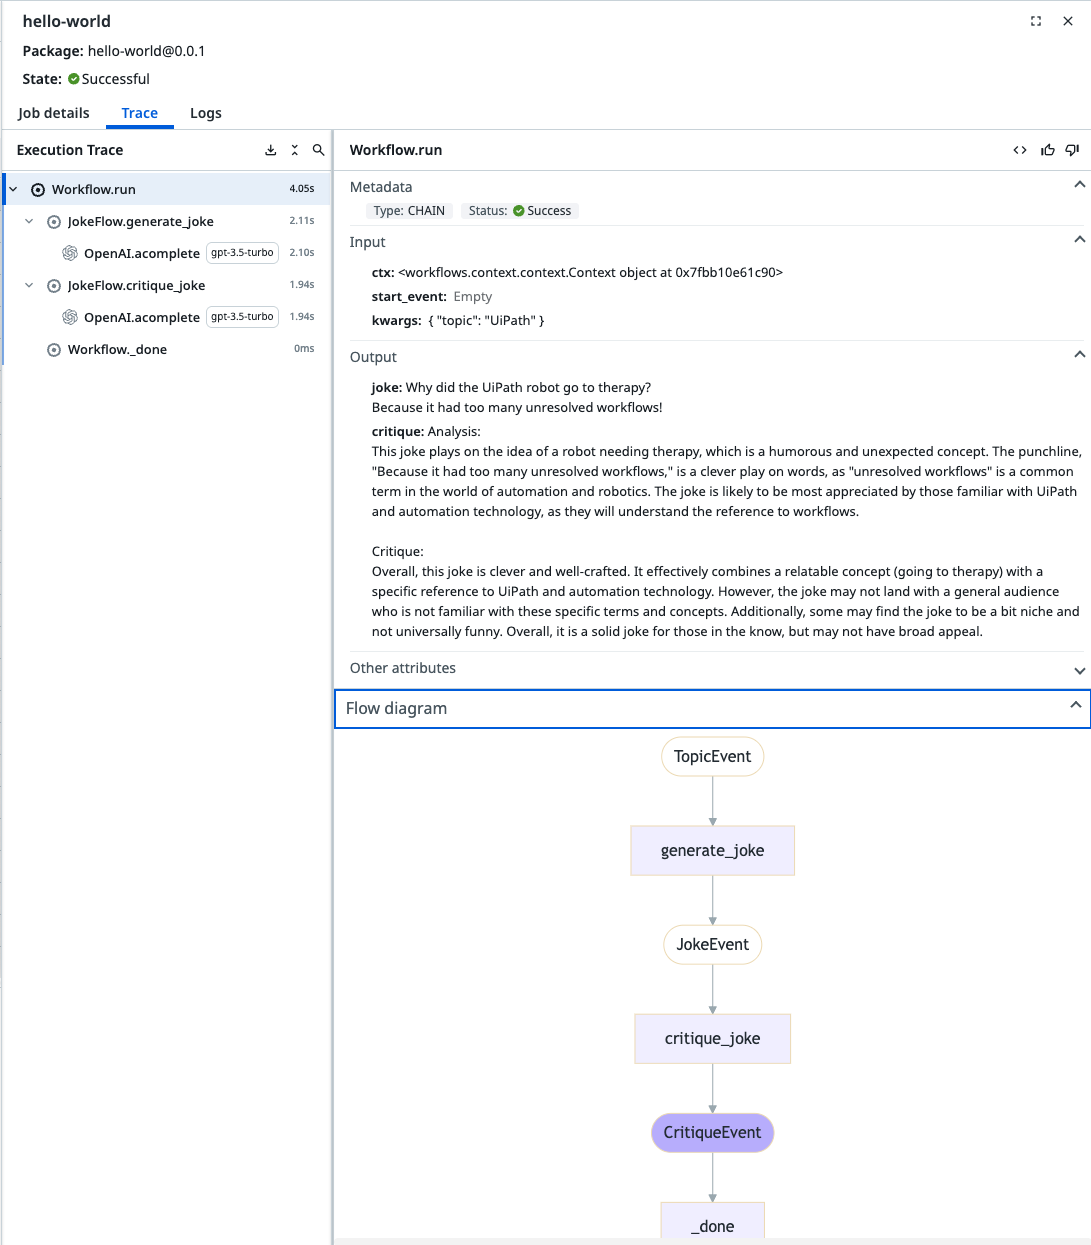 hello-world
Package: hello-world@0.0.1
State: Successful
Job details Trace Logs
Execution Trace
Workflow.run 4.05s
JokeFlow.generate_joke 2.11s
OpenAI.acomplete gpt-3.5-turbo 2.10s
JokeFlow.critique_joke 1.94s
OpenAI.acomplete gpt-3.5-turbo 1.94s
Workflow._done 0ms
Workflow.run
Metadata
Type: CHAIN Status: Success
Input
ctx: <workflows.context.context.Context object at 0x7fbb10e61c90>
start_event: Empty
kwargs: { "topic": "UiPath" }
Output
joke: Why did the UiPath robot go to therapy?
Because it had too many unresolved workflows!
critique: Analysis:
This joke plays on the idea of a robot needing therapy, which is a humorous and unexpected concept. The punchline,
"Because it had too many unresolved workflows," is a clever play on words, as "unresolved workflows" is a common
term in the world of automation and robotics. The joke is likely to be most appreciated by those familiar with UiPath
and automation technology, as they will understand the reference to workflows.
Critique:
Overall, this joke is clever and well-crafted. It effectively combines a relatable concept (going to therapy) with a
specific reference to UiPath and automation technology. However, the joke may not land with a general audience
who is not familiar with these specific terms and concepts. Additionally, some may find the joke to be a bit niche and
not universally funny. Overall, it is a solid joke for those in the know, but may not have broad appeal.
Other attributes
Flow diagram
TopicEvent
generate_joke
JokeEvent
critique_joke
CritiqueEvent
_done